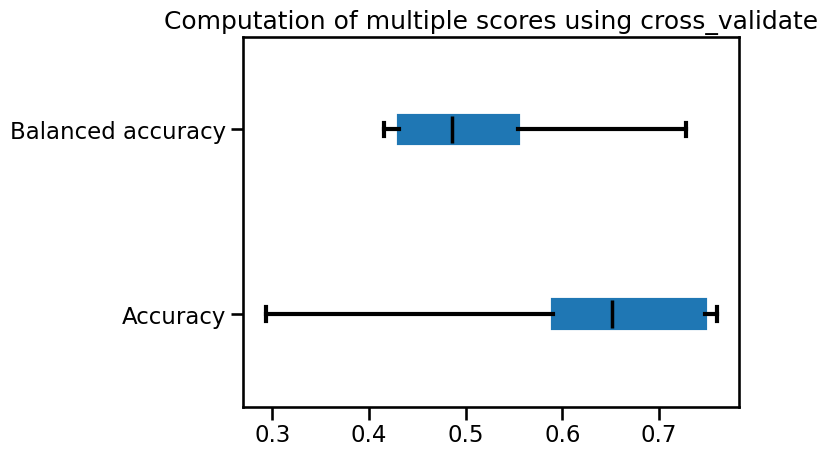 Computation of multiple scores using cross_validate
Balanced accuracy
Accuracy
0.3 0.4 0.5 0.6 0.7